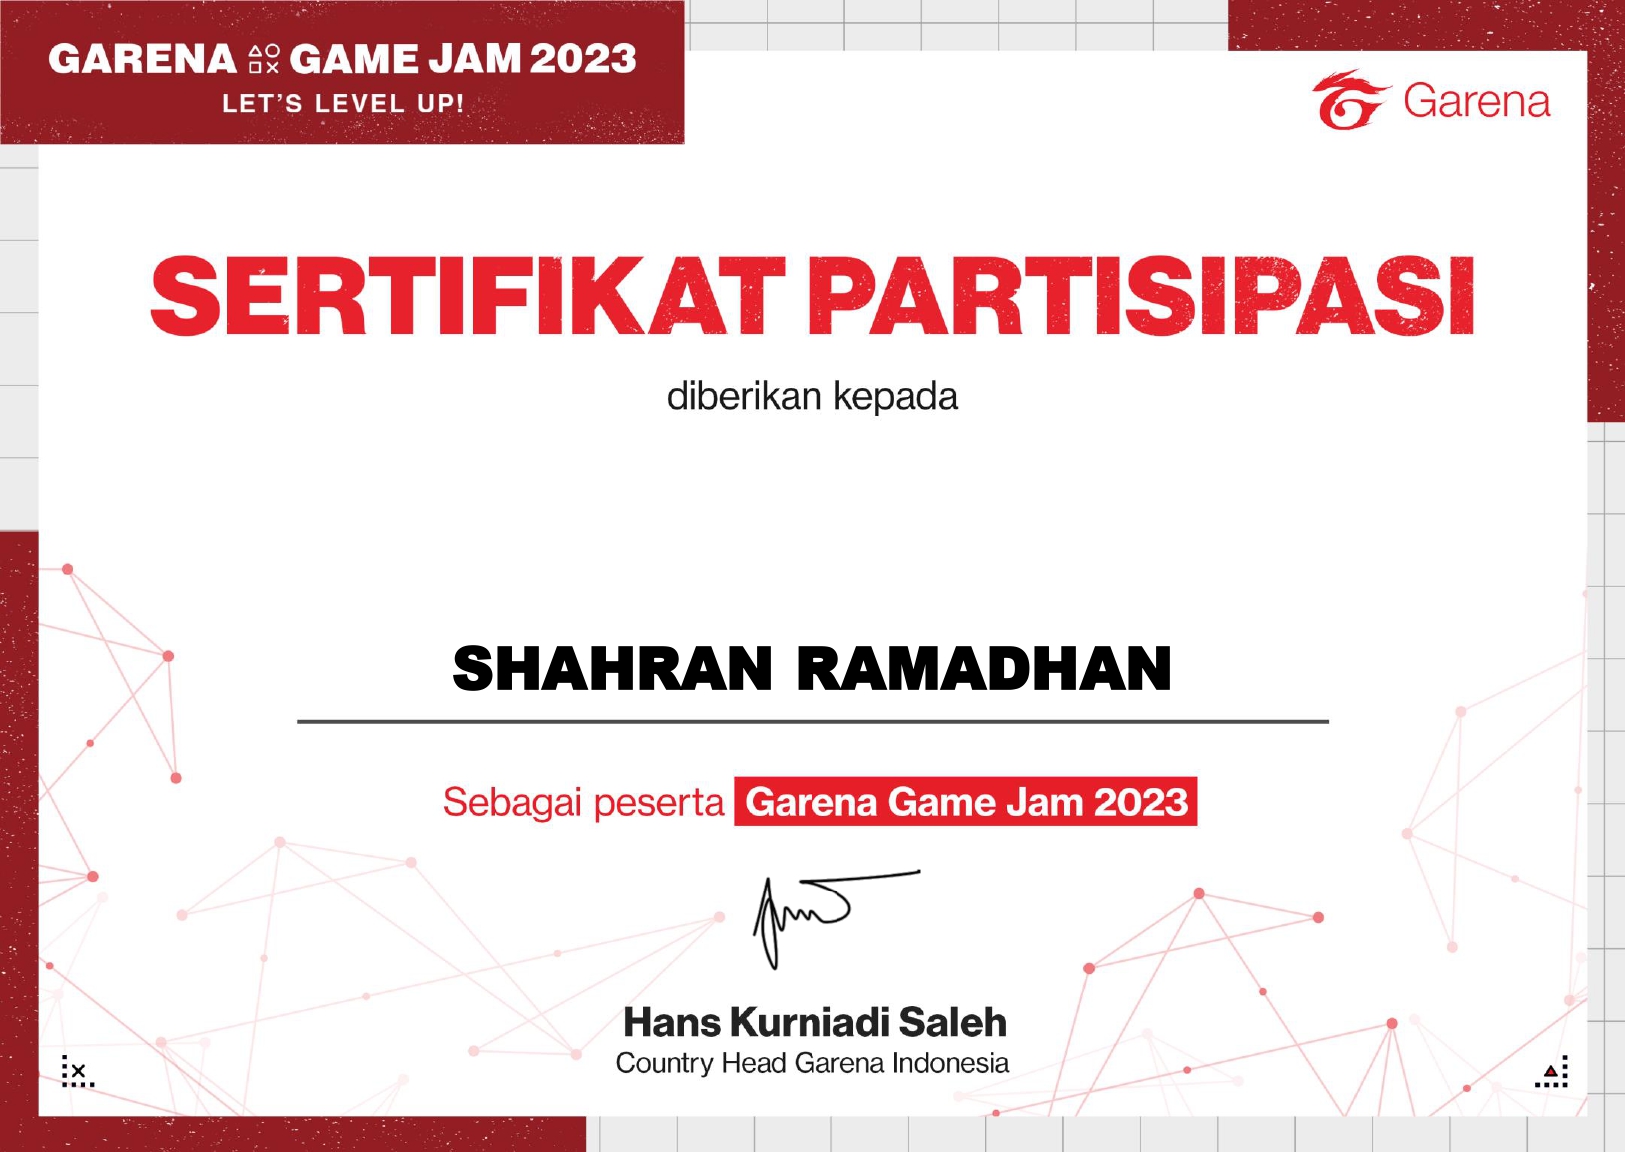 GARENA GAME JAM 2023
LET'S LEVEL UP!
Garena
SERTIFIKAT PARTISIPASI
diberikan kepada
SHAHRAN RAMADHAN
Sebagai peserta Garena Game Jam 2023
Hans Kurniadi Saleh
Country Head Garena Indonesia